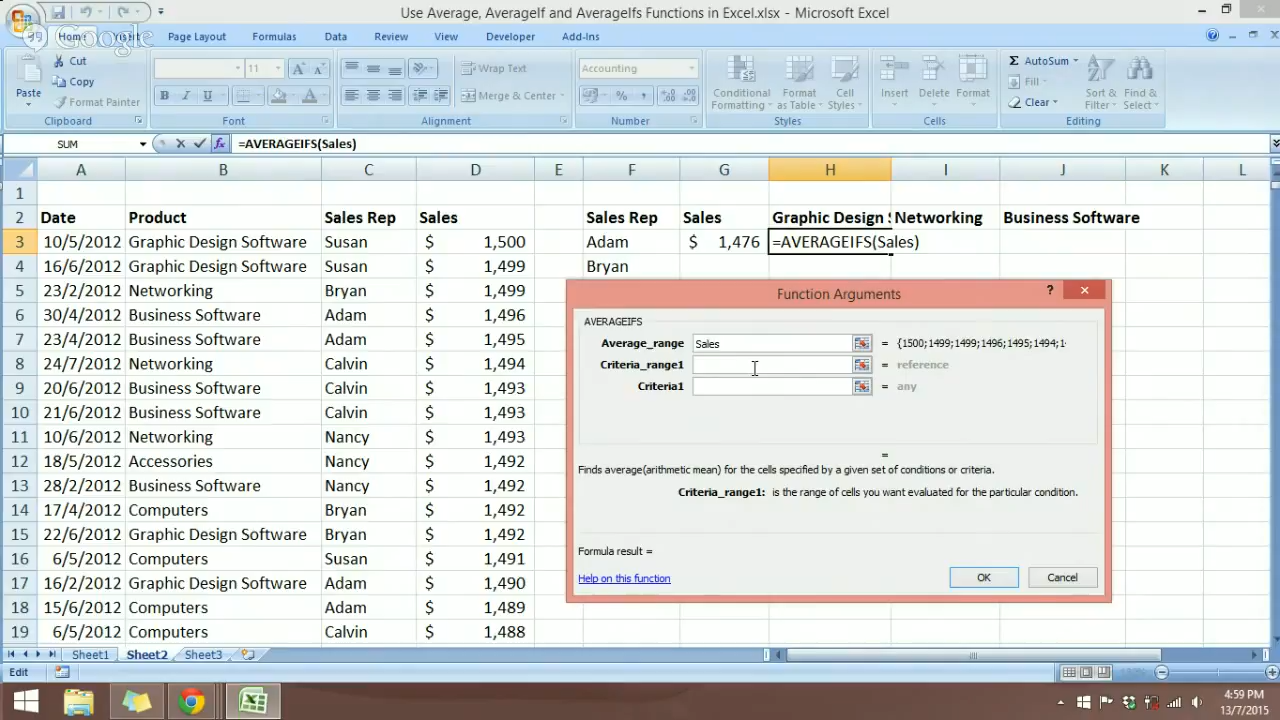 Use Average, AverageIf and AverageIfs Functions in Excel.xlsx - Microsoft Excel
Google
Home Insert Page Layout Formulas Data Review View Developer Add-Ins
Paste
Cut
Copy
Format Painter
Clipboard
11
A A
B I U
A
Font
Wrap Text
Merge & Center
Alignment
Accounting
$ % ,
Number
Conditional Formatting
Format as Table
Cell Styles
Styles
Insert Delete Format
Cells
Σ AutoSum
Fill
Clear
Sort & Filter
Find & Select
Editing
SUM fx =AVERAGEIFS(Sales)
A B C D E F G H I J K L
1
2 Date Product Sales Rep Sales Sales Rep Sales Graphic Design Networking Business Software
3 10/5/2012 Graphic Design Software Susan $ 1,500 Adam $ 1,476 =AVERAGEIFS(Sales)
4 16/6/2012 Graphic Design Software Susan $ 1,499 Bryan
5 23/2/2012 Networking Bryan $ 1,499
6 30/4/2012 Business Software Adam $ 1,496
7 23/4/2012 Business Software Adam $ 1,495
8 24/7/2012 Networking Calvin $ 1,494
9 20/6/2012 Business Software Calvin $ 1,493
10 21/6/2012 Business Software Calvin $ 1,493
11 10/6/2012 Networking Nancy $ 1,493
12 18/5/2012 Accessories Nancy $ 1,492
13 28/2/2012 Business Software Nancy $ 1,492
14 17/4/2012 Computers Bryan $ 1,492
15 22/6/2012 Graphic Design Software Bryan $ 1,492
16 6/5/2012 Computers Susan $ 1,491
17 16/2/2012 Graphic Design Software Adam $ 1,490
18 15/6/2012 Computers Adam $ 1,489
19 6/5/2012 Computers Calvin $ 1,488
Function Arguments
? ×
AVERAGEIFS
Average_range Sales = {1500;1499;1499;1496;1495;1494;1
Criteria_range1 = reference
Criteria1 = any
=
Finds average(arithmetic mean) for the cells specified by a given set of conditions or criteria.
Criteria_range1: is the range of cells you want evaluated for the particular condition.
Formula result =
Help on this function
OK Cancel
Sheet1 Sheet2 Sheet3
Edit
4:59 PM
13/7/2015